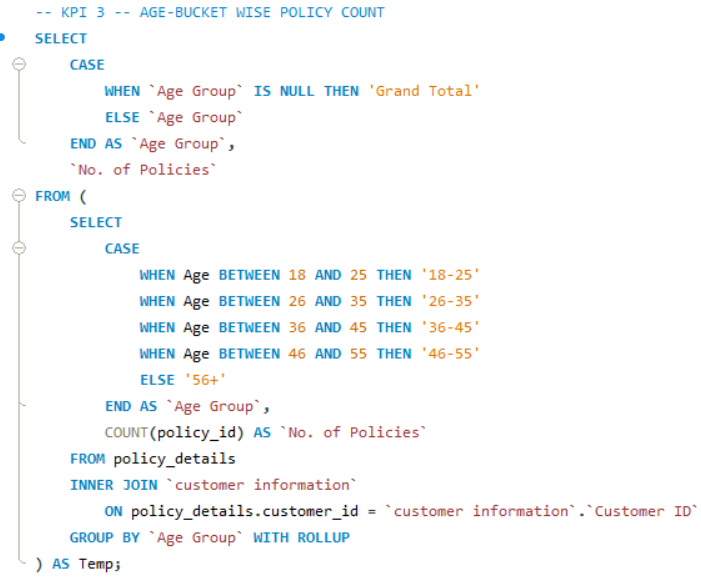 -- KPI 3 -- AGE-BUCKET WISE POLICY COUNT
SELECT
CASE
WHEN `Age Group` IS NULL THEN 'Grand Total'
ELSE `Age Group`
END AS `Age Group`,
`No. of Policies`
FROM (
SELECT
CASE
WHEN Age BETWEEN 18 AND 25 THEN '18-25'
WHEN Age BETWEEN 26 AND 35 THEN '26-35'
WHEN Age BETWEEN 36 AND 45 THEN '36-45'
WHEN Age BETWEEN 46 AND 55 THEN '46-55'
ELSE '56+'
END AS `Age Group`,
COUNT(policy_id) AS `No. of Policies`
FROM policy_details
INNER JOIN `customer information`
ON policy_details.customer_id = `customer information`.`Customer ID`
GROUP BY `Age Group` WITH ROLLUP
) AS Temp;